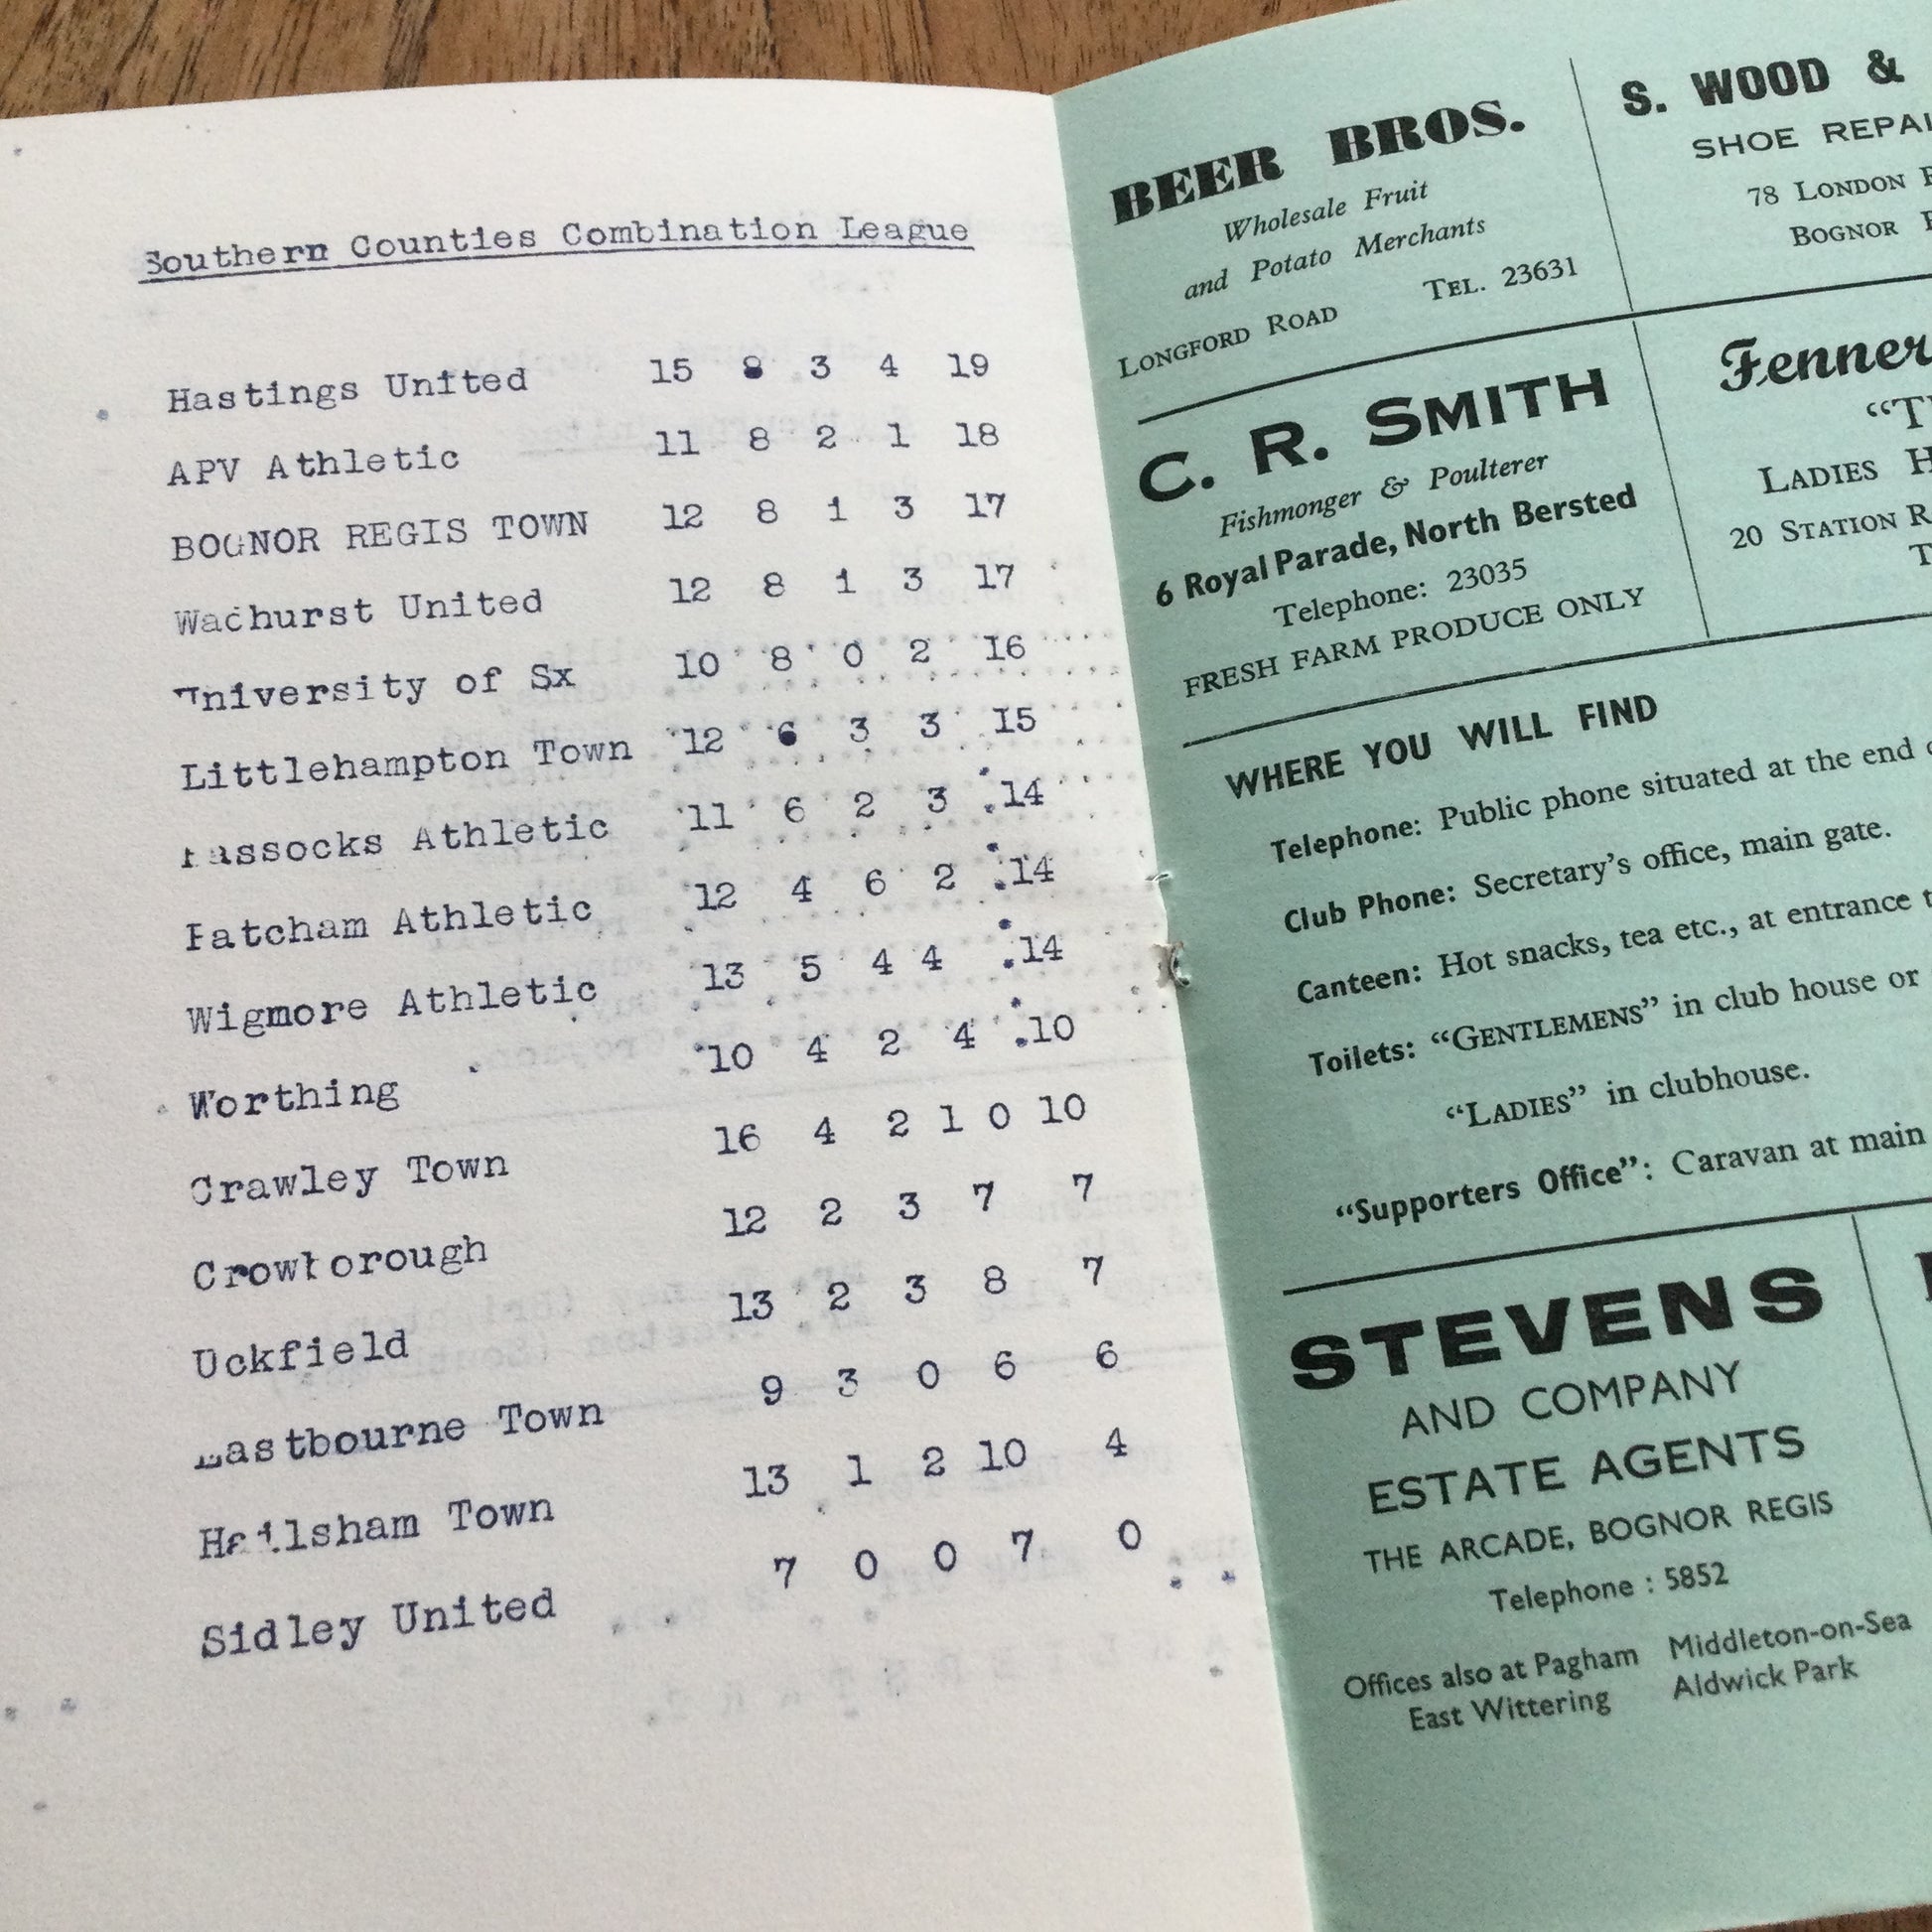 Southern Counties Combination League
Hastings United 15 8 3 4 19
APV Athletic 11 8 2 1 18
BOGNOR REGIS TOWN 12 8 1 3 17
Wadhurst United 12 8 1 3 17
University of Sx 10 8 0 2 16
Littlehampton Town 12 6 3 3 15
Hassocks Athletic 11 6 2 3 14
Patcham Athletic 12 4 6 2 14
Wigmore Athletic 13 5 4 4 14
Worthing 10 4 2 4 10
Crawley Town 16 4 2 1 0 10
Crowborough 12 2 3 7 7
Uckfield 13 2 3 8 7
Eastbourne Town 9 3 0 6 6
Hailsham Town 13 1 2 10 4
Sidley United 7 0 0 7 0
BEER BROS.
Wholesale Fruit
and Potato Merchants
LONGFORD ROAD TEL. 23631
S. WOOD &
SHOE REPAI
78 LONDON
BOGNOR
C. R. SMITH
Fishmonger & Poulterer
6 Royal Parade, North Bersted
Telephone: 23035
FRESH FARM PRODUCE ONLY
Fenner
LADIES H
20 STATION R
WHERE YOU WILL FIND
Telephone: Public phone situated at the end
Club Phone: Secretary's office, main gate.
Canteen: Hot snacks, tea etc., at entrance
Toilets: "GENTLEMENS" in club house or
"LADIES" in clubhouse.
"Supporters Office": Caravan at main
STEVENS
AND COMPANY
ESTATE AGENTS
THE ARCADE, BOGNOR REGIS
Telephone : 5852
Offices also at Pagham Middleton-on-Sea
East Wittering Aldwick Park